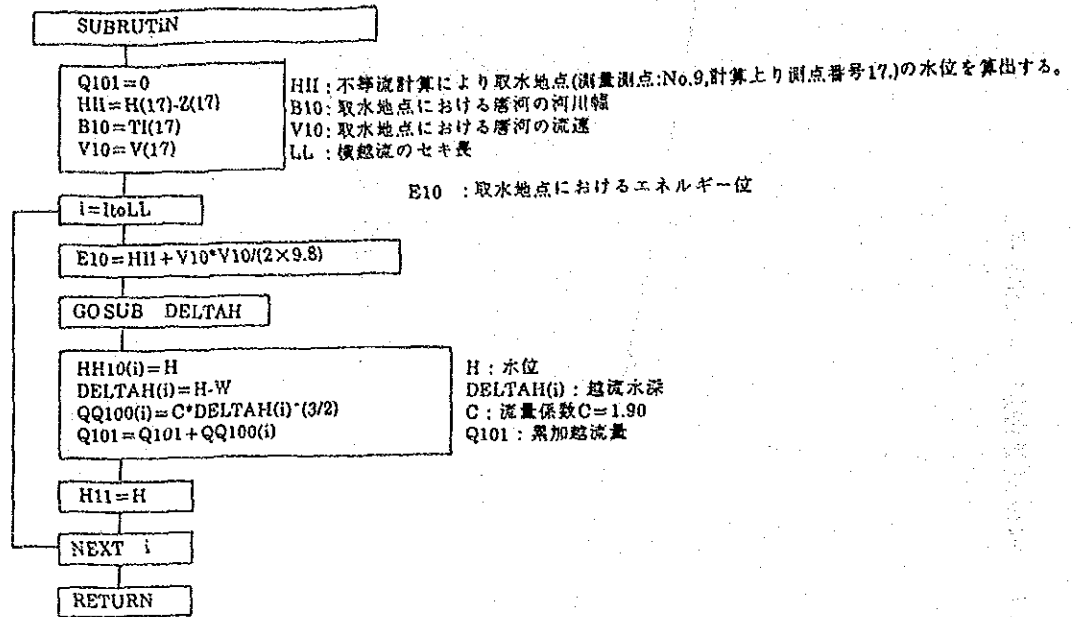 SUBRUTiN
Q101=0
HII=H(17)-Z(17)
B10=TI(17)
V10=V(17)
HII:不等流計算により取水地点(測量測点:No.9,計算上り測点番号17.)の水位を算出する。
B10:取水地点における唐河の河川幅
V10:取水地点における唐河の流速
LL :横越流のセキ長
E10 :取水地点におけるエネルギー位
i=1toLL
E10=H11+V10*V10/(2×9.8)
GOSUB DELTAH
HH10(i)=H
DELTAH(i)=H-W
QQ100(i)=C*DELTAH(i)^(3/2)
Q101=Q101+QQ100(i)
H:水位
DELTAH(i):越流水深
C:流量係数C=1.90
Q101:累加越流量
H11=H
NEXT i
RETURN